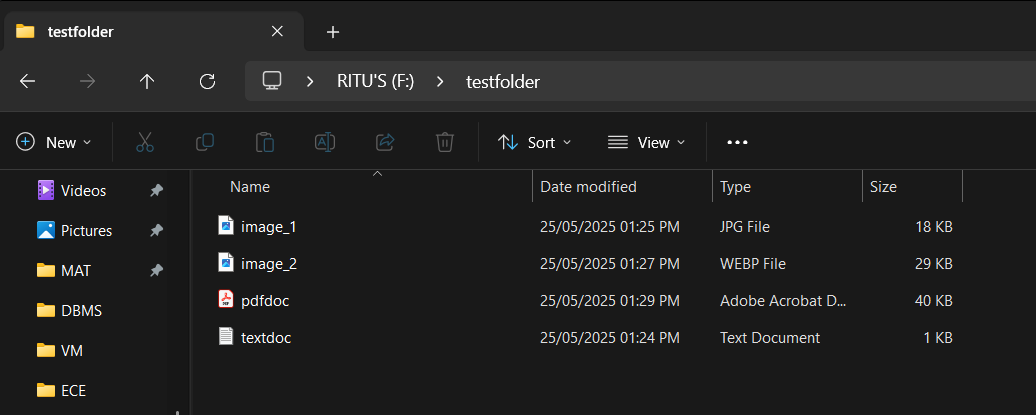 testfolder
RITU'S (F:) testfolder
New Sort View
Name Date modified Type Size
Videos
Pictures
MAT
DBMS
VM
ECE
image_1 25/05/2025 01:25 PM JPG File 18 KB
image_2 25/05/2025 01:27 PM WEBP File 29 KB
pdfdoc 25/05/2025 01:29 PM Adobe Acrobat D... 40 KB
textdoc 25/05/2025 01:24 PM Text Document 1 KB